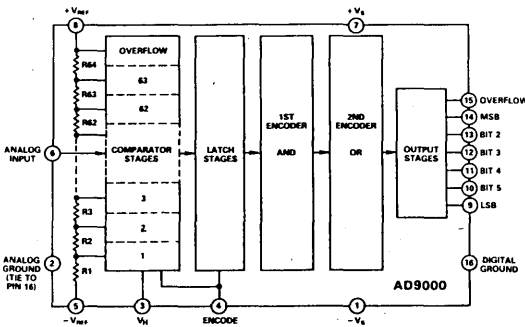 + VREF
+ VS
8
7
R64
R63
R62
OVERFLOW
63
62
COMPARATOR
STAGES
3
2
1
LATCH
STAGES
1ST
ENCODER
AND
2ND
ENCODER
OR
OUTPUT
STAGES
15 OVERFLOW
14 MSB
13 BIT 2
12 BIT 3
11 BIT 4
10 BIT 5
9 LSB
ANALOG
INPUT
6
R3
R2
R1
ANALOG
GROUND
(TIE TO
PIN 16)
2
16 DIGITAL
GROUND
AD9000
5
3
4
1
− VREF
VH
ENCODE
− VS